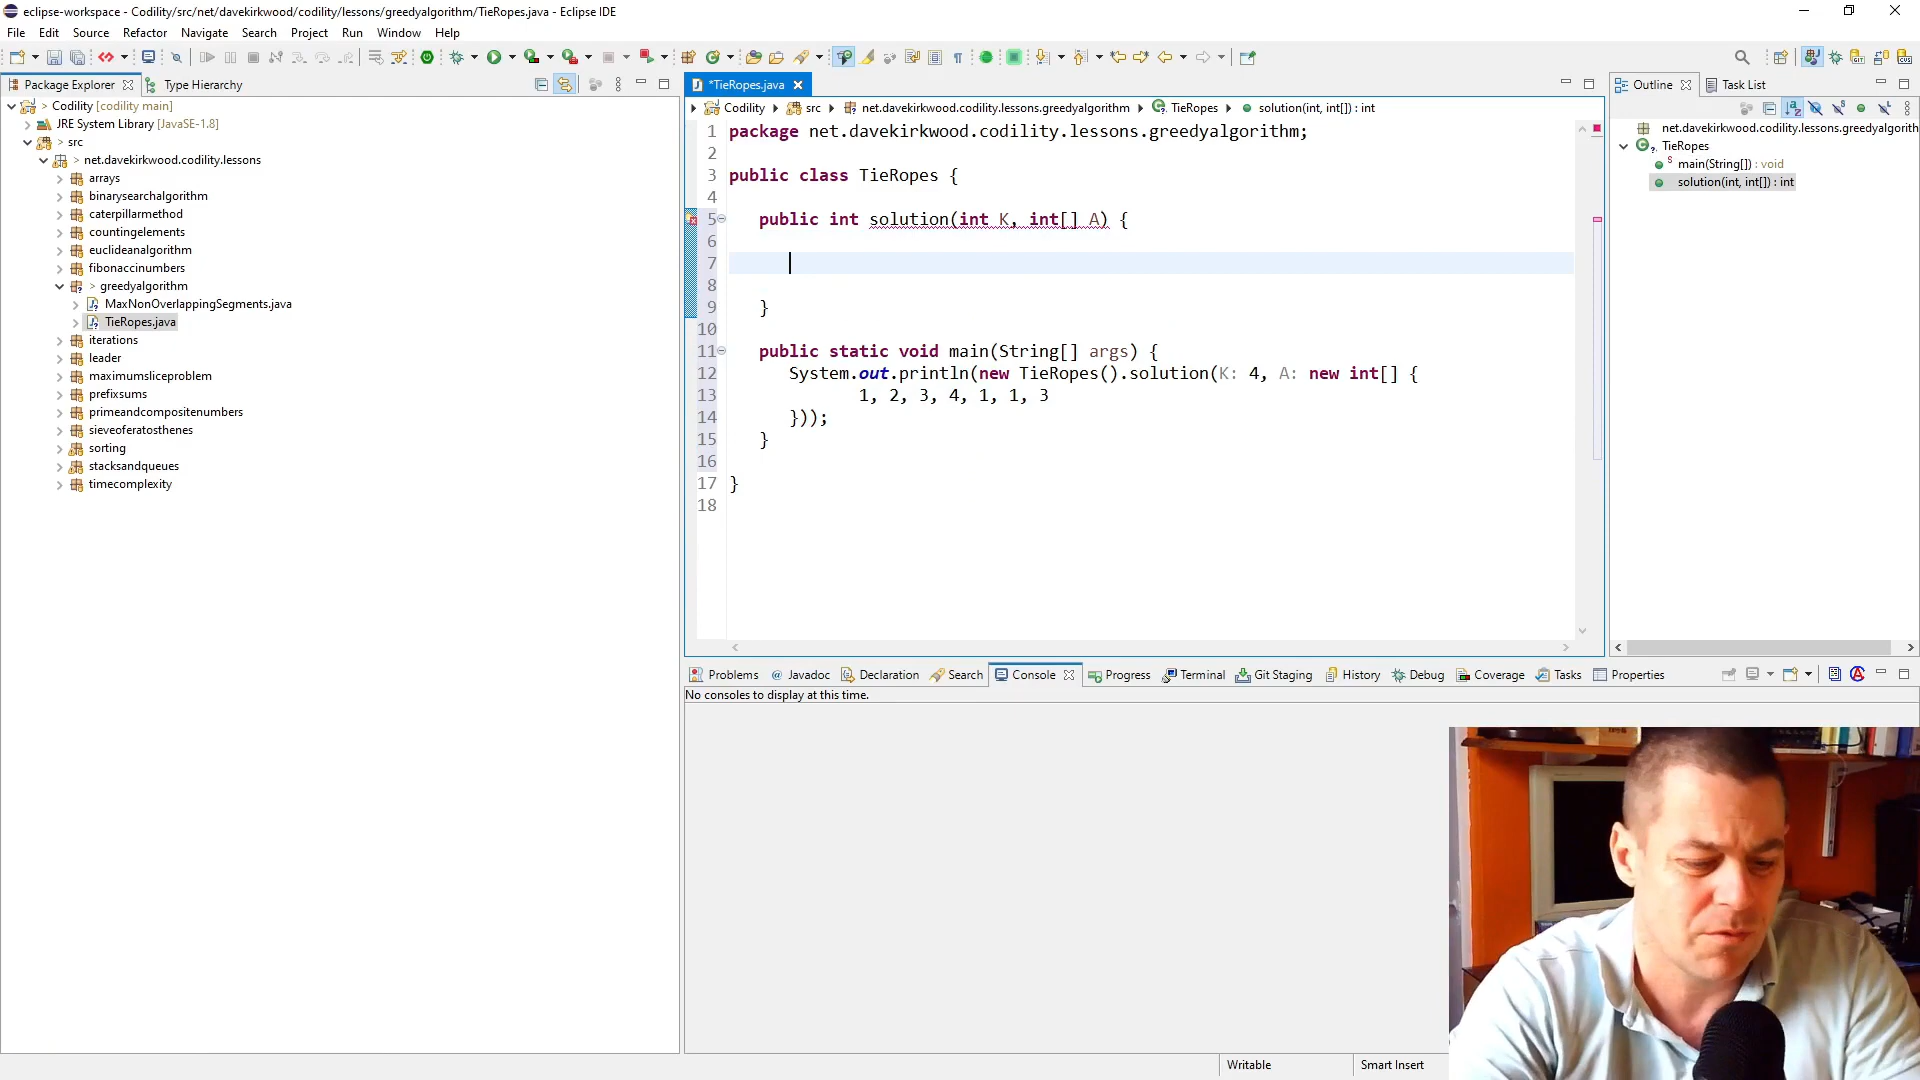 eclipse-workspace - Codility/src/net/davekirkwood/codility/lessons/greedyalgorithm/TieRopes.java - Eclipse IDE
File Edit Source Refactor Navigate Search Project Run Window Help
Package Explorer Type Hierarchy
Codility [codility main]
JRE System Library [JavaSE-1.8]
src
net.davekirkwood.codility.lessons
arrays
binarysearchalgorithm
caterpillarmethod
countingelements
euclideanalgorithm
fibonaccinumbers
greedyalgorithm
MaxNonOverlappingSegments.java
TieRopes.java
iterations
leader
maximumsliceproblem
prefixsums
primeandcompositenumbers
sieveoferatosthenes
sorting
stacksandqueues
timecomplexity
*TieRopes.java
Codility src net.davekirkwood.codility.lessons.greedyalgorithm TieRopes solution(int, int[]) : int
1 package net.davekirkwood.codility.lessons.greedyalgorithm;
2
3 public class TieRopes {
4
5 public int solution(int K, int[] A) {
6
7
8
9 }
10
11 public static void main(String[] args) {
12 System.out.println(new TieRopes().solution(K: 4, A: new int[] {
13 1, 2, 3, 4, 1, 1, 3
14 }));
15 }
16
17 }
18
Outline Task List
net.davekirkwood.codility.lessons.greedyalgorith
TieRopes
main(String[]) : void
solution(int, int[]) : int
Problems Javadoc Declaration Search Console Progress Terminal Git Staging History Debug Coverage Tasks Properties
No consoles to display at this time.
Writable Smart Insert